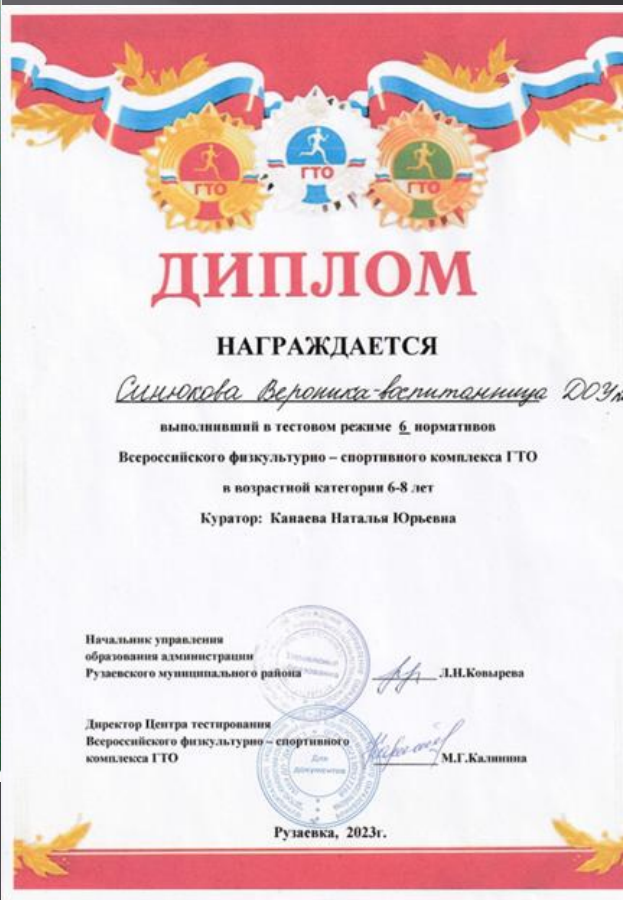 ГТО
ГТО
ГТО
ДИПЛОМ
НАГРАЖДАЕТСЯ
Синюкова Вероника-воспитанница ДОУ
выполнивший в тестовом режиме 6 нормативов
Всероссийского физкультурно – спортивного комплекса ГТО
в возрастной категории 6-8 лет
Куратор: Канаева Наталья Юрьевна
Начальник управления
образования администрации
Рузаевского муниципального района Л.Н.Ковырева
Директор Центра тестирования
Всероссийского физкультурно – спортивного
комплекса ГТО М.Г.Калинина
Для
документов
Рузаевка, 2023г.